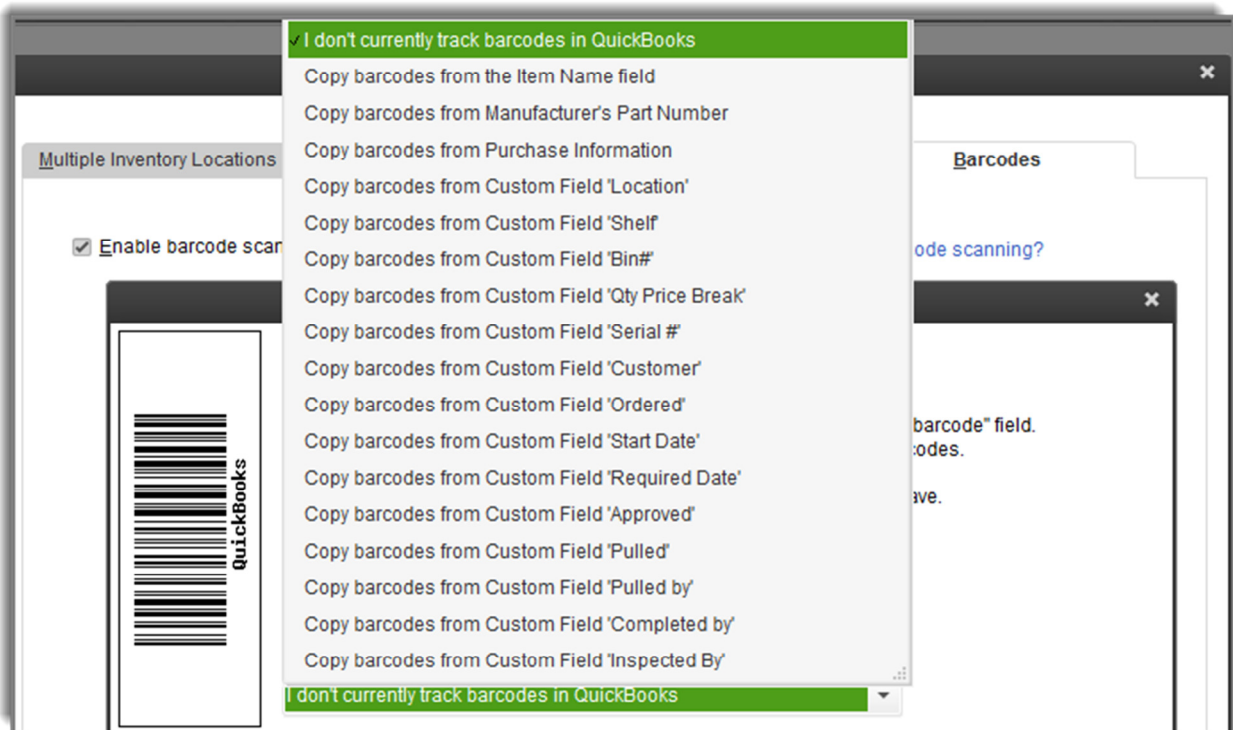 I don't currently track barcodes in QuickBooks
Copy barcodes from the Item Name field
Copy barcodes from Manufacturer's Part Number
Multiple Inventory Locations
Copy barcodes from Purchase Information
Barcodes
Copy barcodes from Custom Field 'Location'
Copy barcodes from Custom Field 'Shelf'
Enable barcode scan
ode scanning?
Copy barcodes from Custom Field 'Bin#'
Copy barcodes from Custom Field 'Qty Price Break'
Copy barcodes from Custom Field 'Serial #'
Copy barcodes from Custom Field 'Customer'
Copy barcodes from Custom Field 'Ordered'
barcode" field.
Copy barcodes from Custom Field 'Start Date'
codes.
Copy barcodes from Custom Field 'Required Date'
ave.
QuickBooks
Copy barcodes from Custom Field 'Approved'
Copy barcodes from Custom Field 'Pulled'
Copy barcodes from Custom Field 'Pulled by'
Copy barcodes from Custom Field 'Completed by'
Copy barcodes from Custom Field 'Inspected By'
I don't currently track barcodes in QuickBooks